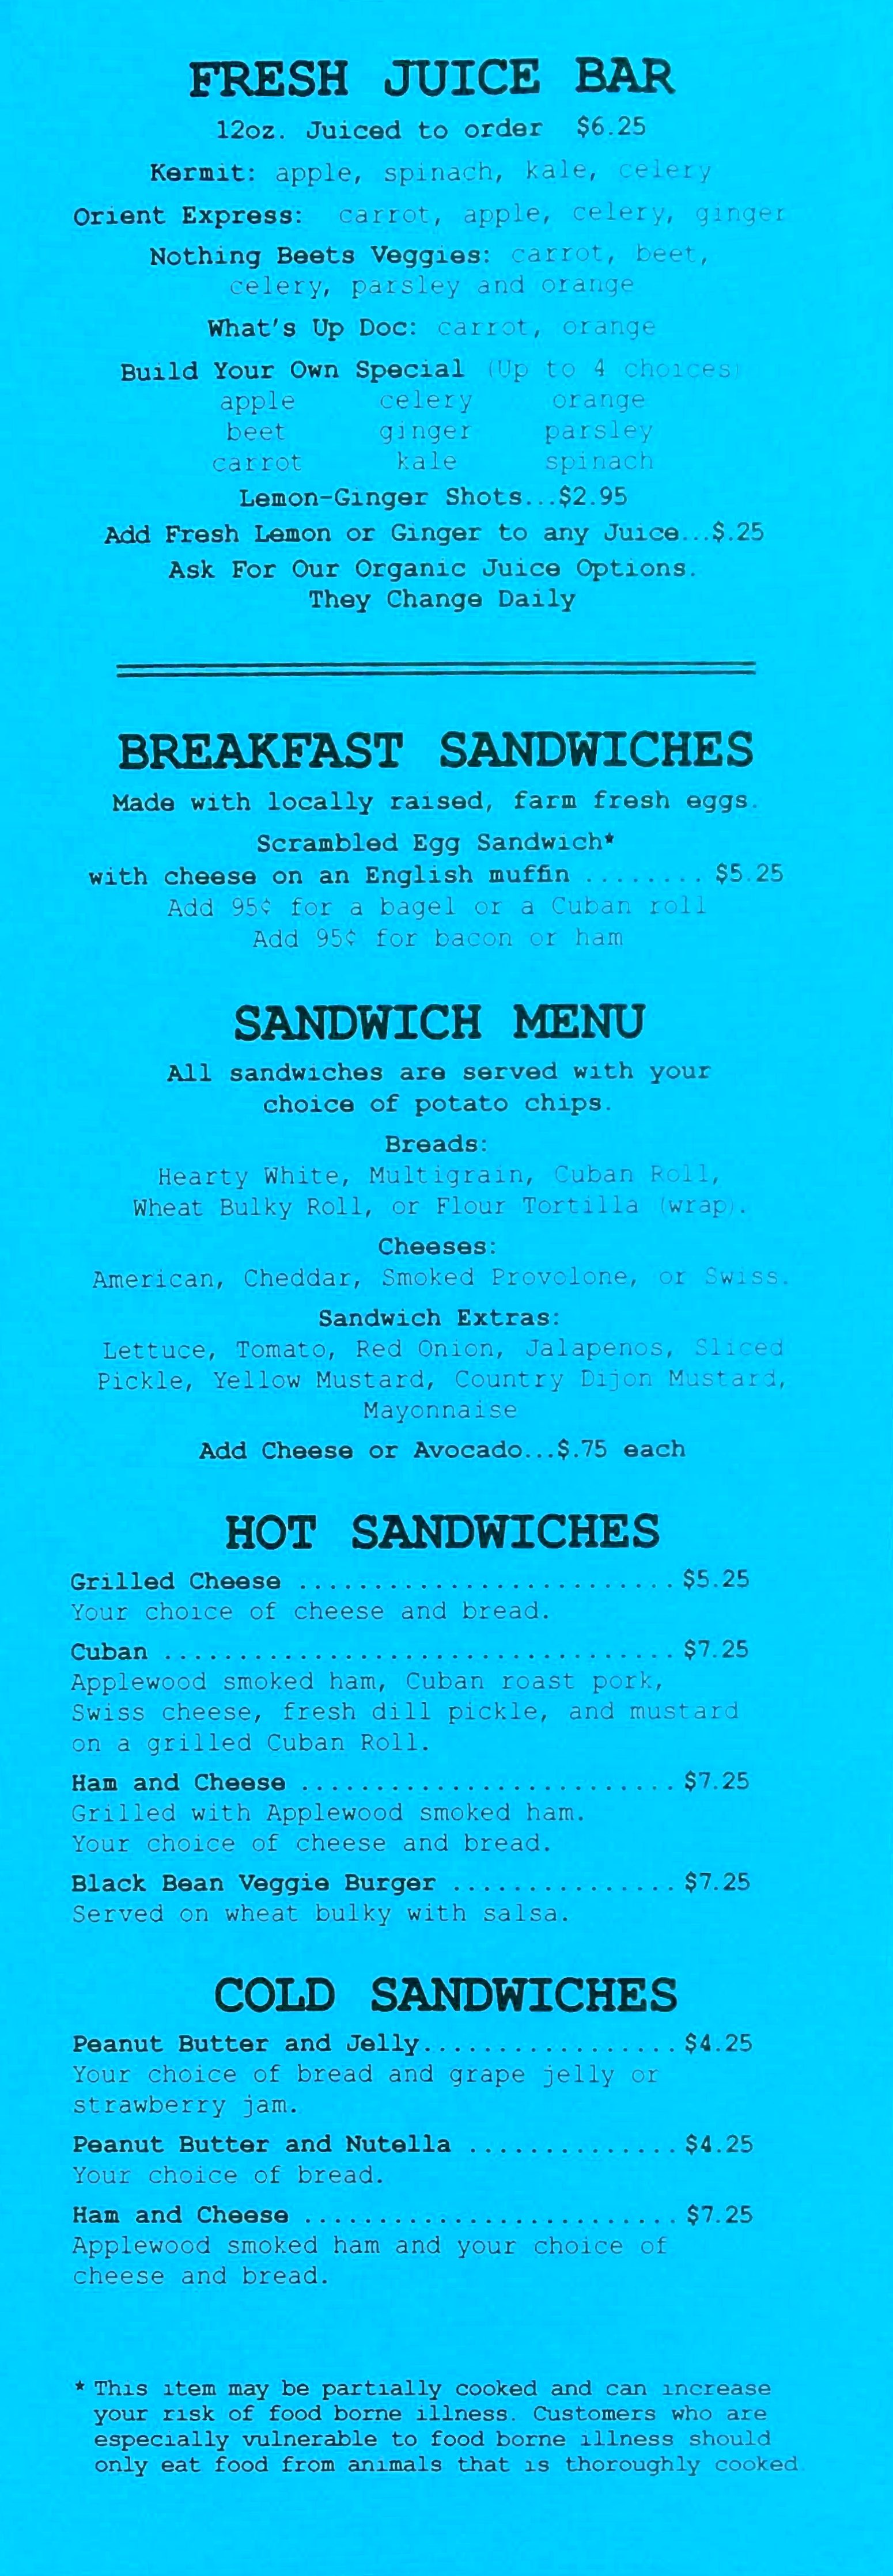 FRESH JUICE BAR
12oz. Juiced to order $6.25
Kermit: apple, spinach, kale, celery
Orient Express: carrot, apple, celery, ginger
Nothing Beets Veggies: carrot, beet,
celery, parsley and orange
What's Up Doc: carrot, orange
Build Your Own Special (Up to 4 choices)
apple celery orange
beet ginger parsley
carrot kale spinach
Lemon-Ginger Shots...$2.95
Add Fresh Lemon or Ginger to any Juice...$.25
Ask For Our Organic Juice Options.
They Change Daily
BREAKFAST SANDWICHES
Made with locally raised, farm fresh eggs.
Scrambled Egg Sandwich*
with cheese on an English muffin ........ $5.25
Add 95¢ for a bagel or a Cuban roll
Add 95¢ for bacon or ham
SANDWICH MENU
All sandwiches are served with your
choice of potato chips.
Breads:
Hearty White, Multigrain, Cuban Roll,
Wheat Bulky Roll, or Flour Tortilla (wrap).
Cheeses:
American, Cheddar, Smoked Provolone, or Swiss.
Sandwich Extras:
Lettuce, Tomato, Red Onion, Jalapenos, Sliced
Pickle, Yellow Mustard, Country Dijon Mustard,
Mayonnaise
Add Cheese or Avocado...$.75 each
HOT SANDWICHES
Grilled Cheese ......................... $5.25
Your choice of cheese and bread.
Cuban .................................. $7.25
Applewood smoked ham, Cuban roast pork,
Swiss cheese, fresh dill pickle, and mustard
on a grilled Cuban Roll.
Ham and Cheese ......................... $7.25
Grilled with Applewood smoked ham.
Your choice of cheese and bread.
Black Bean Veggie Burger ............... $7.25
Served on wheat bulky with salsa.
COLD SANDWICHES
Peanut Butter and Jelly................. $4.25
Your choice of bread and grape jelly or
strawberry jam.
Peanut Butter and Nutella .............. $4.25
Your choice of bread.
Ham and Cheese ......................... $7.25
Applewood smoked ham and your choice of
cheese and bread.
* This item may be partially cooked and can increase
your risk of food borne illness. Customers who are
especially vulnerable to food borne illness should
only eat food from animals that is thoroughly cooked.